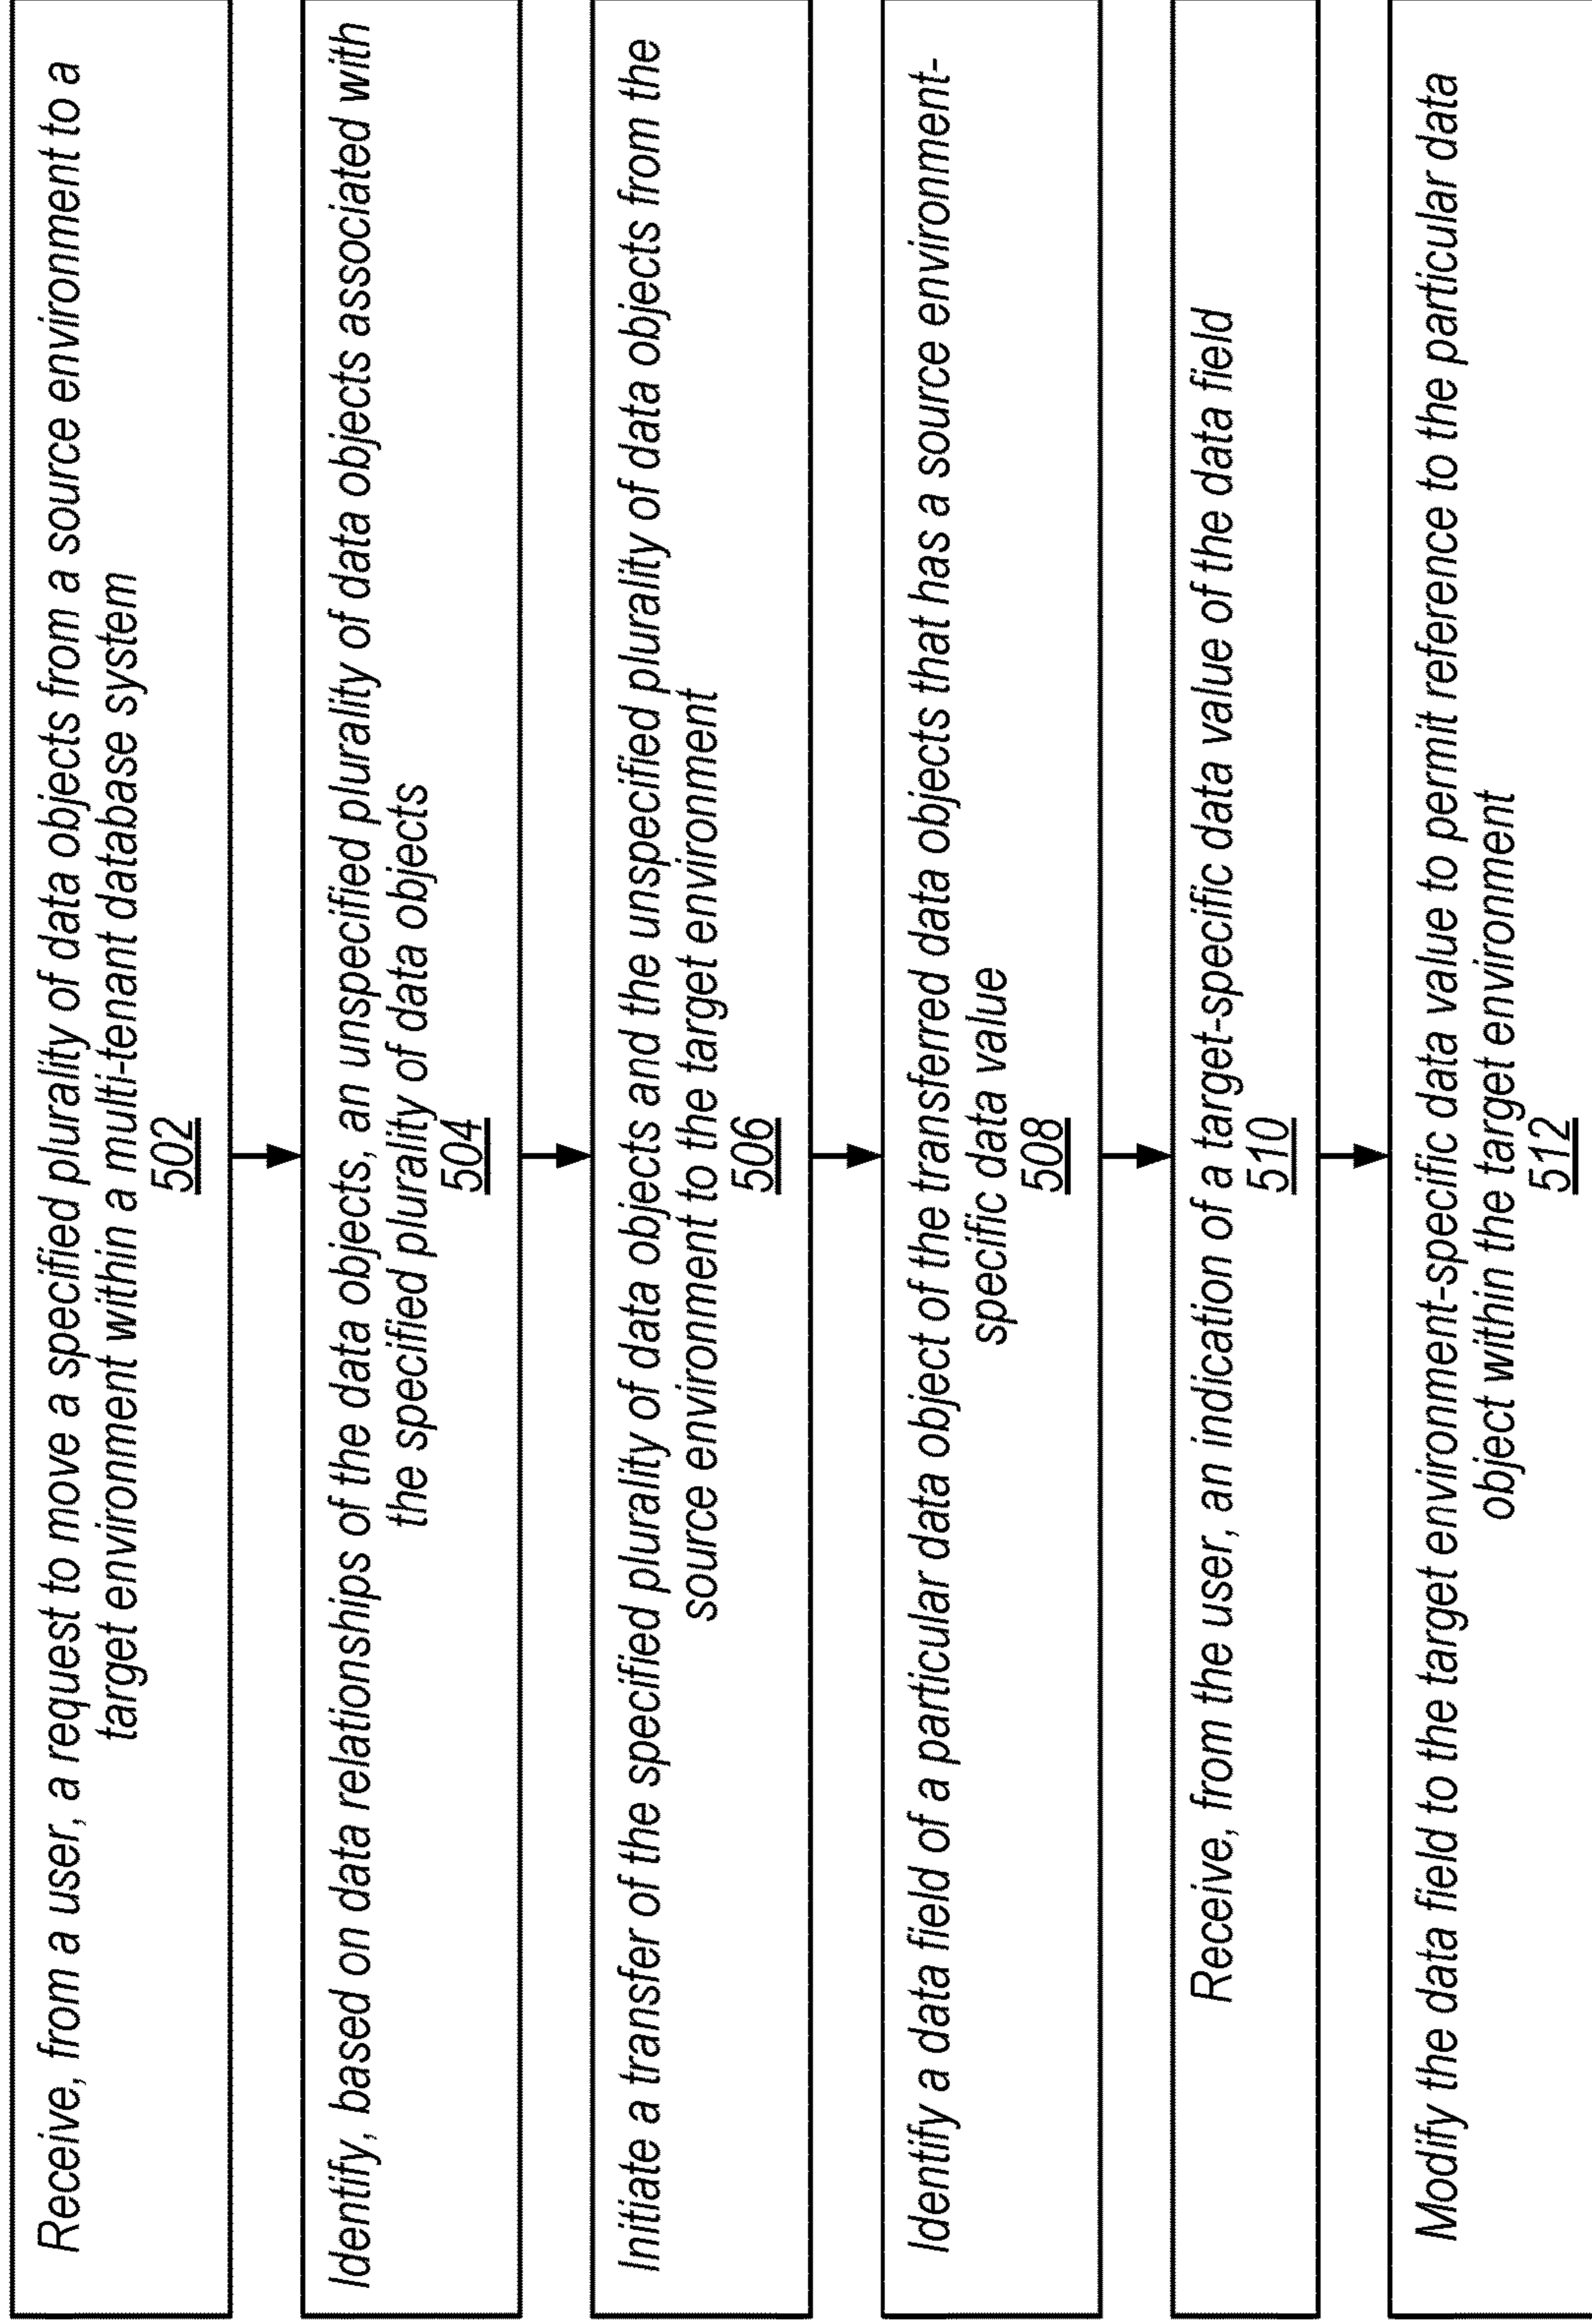 Receive, from a user, a request to move a specified plurality of data objects from a source environment to a
target environment within a multi-tenant database system
502
Identify, based on data relationships of the data objects, an unspecified plurality of data objects associated with
the specified plurality of data objects
504
Initiate a transfer of the specified plurality of data objects and the unspecified plurality of data objects from the
source environment to the target environment
506
Identify a data field of a particular data object of the transferred data objects that has a source environment-
specific data value
508
Receive, from the user, an indication of a target-specific data value of the data field
510
Modify the data field to the target environment-specific data value to permit reference to the particular data
object within the target environment
512